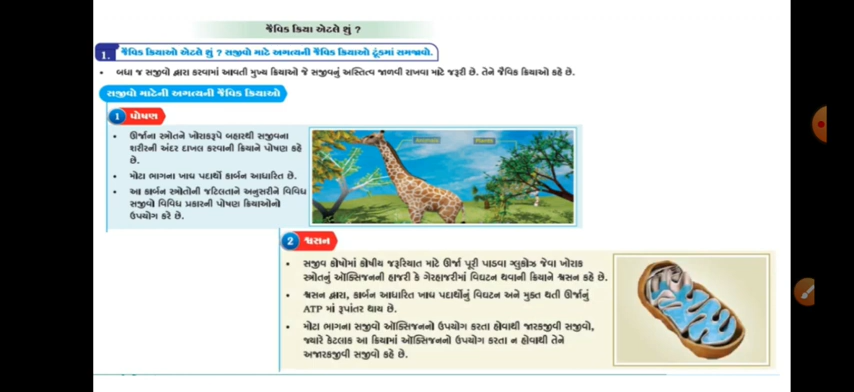 જૈવિક ક્રિયા એટલે શું ?
1. જૈવિક ક્રિયાઓ એટલે શું ? સજીવો માટે અગત્યની જૈવિક ક્રિયાઓ ટૂંકમાં સમજાવો.
• બધા જ સજીવો દ્વારા કરવામાં આવતી મુખ્ય ક્રિયાઓ જે સજીવનું અસ્તિત્વ જાળવી રાખવા માટે જરૂરી છે. તેને જૈવિક ક્રિયાઓ કહે છે.
સજીવો માટેની અગત્યની જૈવિક ક્રિયાઓ
1 પોષણ
• ઊર્જાના સ્ત્રોતને ખોરાકરૂપે બહારથી સજીવના
શરીરની અંદર દાખલ કરવાની ક્રિયાને પોષણ કહે
છે.
• મોટા ભાગના ખાદ્ય પદાર્થો કાર્બન આધારિત છે.
• આ કાર્બન સ્ત્રોતોની જટિલતાને અનુસરીને વિવિધ
સજીવો વિવિધ પ્રકારની પોષણ ક્રિયાઓનો
ઉપયોગ કરે છે.
2 શ્વસન
• સજીવ કોષોમાં કોષીય જરૂરિયાત માટે ઊર્જા પૂરી પાડવા ગ્લુકોઝ જેવા ખોરાક
સ્ત્રોતનું ઑક્સિજનની હાજરી કે ગેરહાજરીમાં વિઘટન થવાની ક્રિયાને શ્વસન કહે છે.
• શ્વસન દ્વારા, કાર્બન આધારિત ખાદ્ય પદાર્થોનું વિઘટન અને મુક્ત થતી ઊર્જાનું
ATP માં રૂપાંતર થાય છે.
• મોટા ભાગના સજીવો ઑક્સિજનનો ઉપયોગ કરતા હોવાથી જારકજીવી સજીવો,
જ્યારે કેટલાક આ ક્રિયામાં ઑક્સિજનનો ઉપયોગ કરતા ન હોવાથી તેને
અજારકજીવી સજીવો કહે છે.